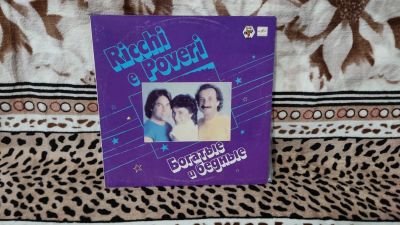 Ricchi
e Poveri
Богатые
и бедные